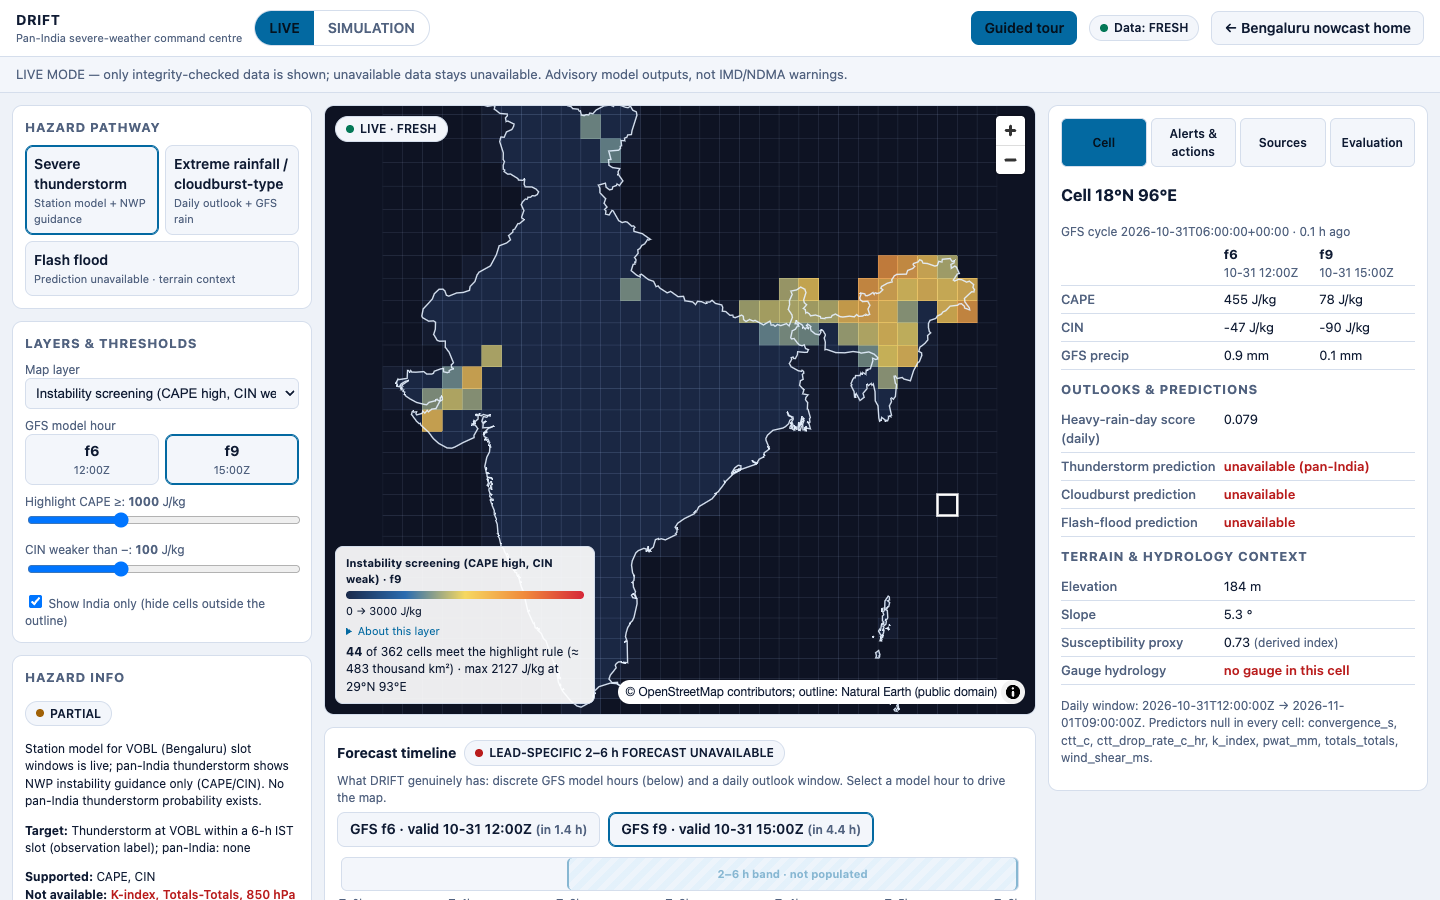 DRIFT
Pan-India severe-weather command centre
LIVE
SIMULATION
Guided tour
Data: FRESH
← Bengaluru nowcast home
LIVE MODE — only integrity-checked data is shown; unavailable data stays unavailable. Advisory model outputs, not IMD/NDMA warnings.
HAZARD PATHWAY
Severe
thunderstorm
Station model + NWP
guidance
Extreme rainfall /
cloudburst-type
Daily outlook + GFS
rain
Flash flood
Prediction unavailable · terrain context
LAYERS & THRESHOLDS
Map layer
Instability screening (CAPE high, CIN we
GFS model hour
f6
12:00Z
f9
15:00Z
Highlight CAPE ≥: 1000 J/kg
CIN weaker than −: 100 J/kg
Show India only (hide cells outside the
outline)
HAZARD INFO
PARTIAL
Station model for VOBL (Bengaluru) slot
windows is live; pan-India thunderstorm shows
NWP instability guidance only (CAPE/CIN). No
pan-India thunderstorm probability exists.
Target: Thunderstorm at VOBL within a 6-h IST
slot (observation label); pan-India: none
Supported: CAPE, CIN
Not available: K-index, Totals-Totals, 850 hPa
LIVE · FRESH
+
−
Instability screening (CAPE high, CIN
weak) · f9
0 → 3000 J/kg
▶ About this layer
44 of 362 cells meet the highlight rule (≈
483 thousand km²) · max 2127 J/kg at
29°N 93°E
© OpenStreetMap contributors; outline: Natural Earth (public domain)
Forecast timeline
LEAD-SPECIFIC 2–6 h FORECAST UNAVAILABLE
What DRIFT genuinely has: discrete GFS model hours (below) and a daily outlook window. Select a model hour to drive
the map.
GFS f6 · valid 10-31 12:00Z (in 1.4 h)
GFS f9 · valid 10-31 15:00Z (in 4.4 h)
2–6 h band · not populated
Cell
Alerts &
actions
Sources
Evaluation
Cell 18°N 96°E
GFS cycle 2026-10-31T06:00:00+00:00 · 0.1 h ago
f6 f9
10-31 12:00Z 10-31 15:00Z
CAPE 455 J/kg 78 J/kg
CIN -47 J/kg -90 J/kg
GFS precip 0.9 mm 0.1 mm
OUTLOOKS & PREDICTIONS
Heavy-rain-day score 0.079
(daily)
Thunderstorm prediction unavailable (pan-India)
Cloudburst prediction unavailable
Flash-flood prediction unavailable
TERRAIN & HYDROLOGY CONTEXT
Elevation 184 m
Slope 5.3 °
Susceptibility proxy 0.73 (derived index)
Gauge hydrology no gauge in this cell
Daily window: 2026-10-31T12:00:00Z → 2026-11-
01T09:00:00Z. Predictors null in every cell: convergence_s,
ctt_c, ctt_drop_rate_c_hr, k_index, pwat_mm, totals_totals,
wind_shear_ms.